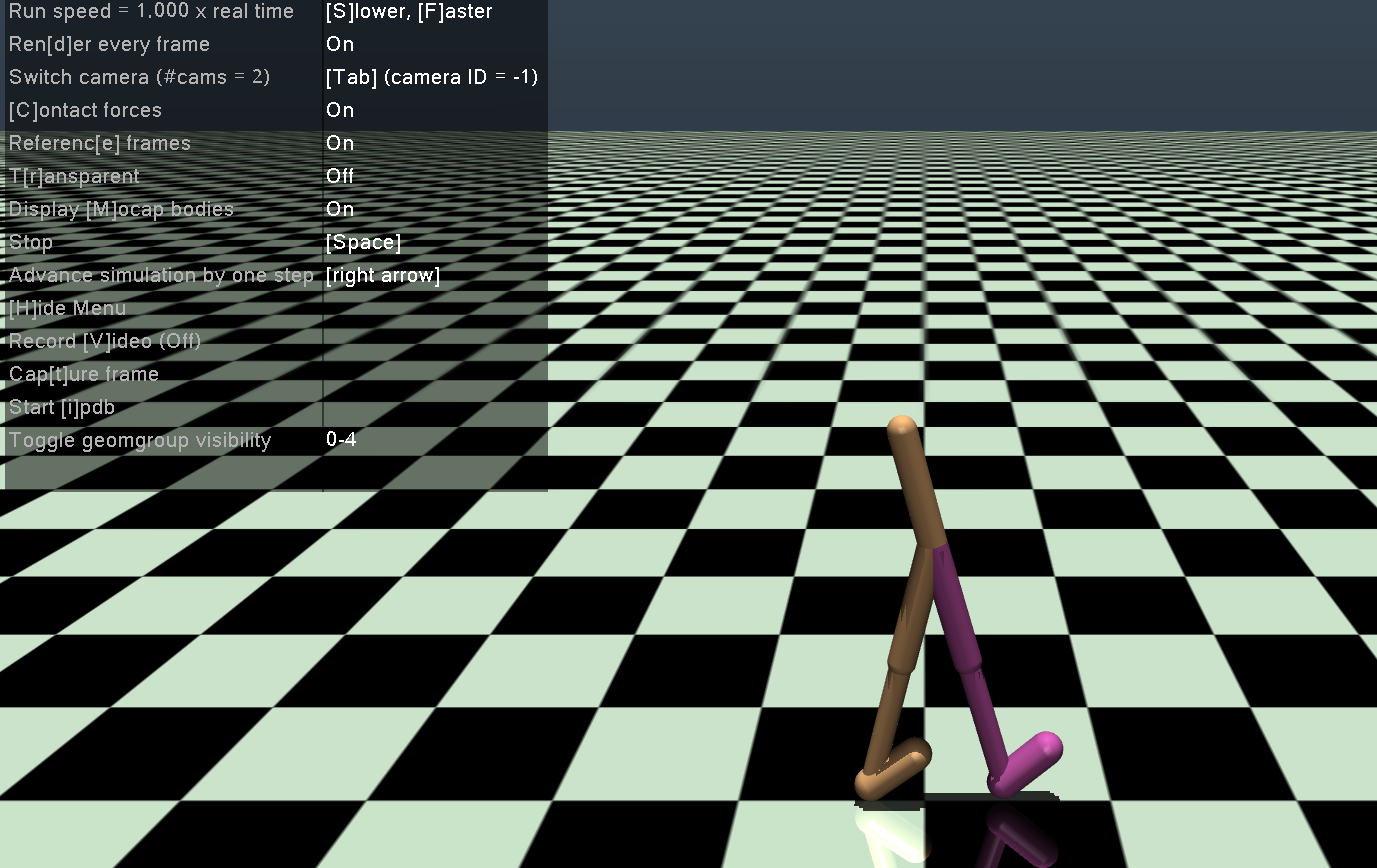 Run speed = 1.000 x real time [S]lower, [F]aster
Ren[d]er every frame On
Switch camera (#cams = 2) [Tab] (camera ID = -1)
[C]ontact forces On
Referenc[e] frames On
T[r]ansparent Off
Display [M]ocap bodies On
Stop [Space]
Advance simulation by one step [right arrow]
[H]ide Menu
Record [V]ideo (Off)
Cap[t]ure frame
Start [i]pdb
Toggle geomgroup visibility 0-4